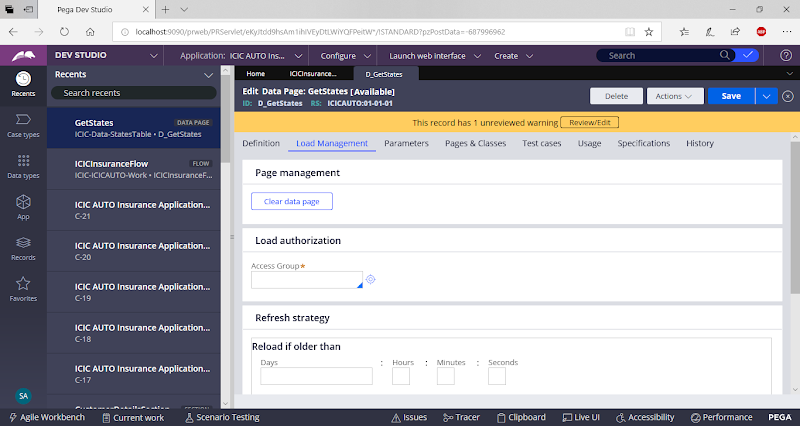 Pega Dev Studio
localhost:9090/prweb/PRServlet/eKyItdd9hsAm1ihIVEyDtLWiYQFPeitW*/!STANDARD?pzPostData=-687996962
DEV STUDIO
Application: ICIC AUTO Ins...
Configure
Launch web interface
Create
Search
Recents
Case types
Data types
App
Records
Favorites
SA
Recents
Search recents
GetStates DATA PAGE
ICIC-Data-StatesTable • D_GetStates
ICICInsuranceFlow FLOW
ICIC-ICICAUTO-Work • ICICInsuranceF...
ICIC AUTO Insurance Application...
C-21
ICIC AUTO Insurance Application...
C-20
ICIC AUTO Insurance Application...
C-19
ICIC AUTO Insurance Application...
C-18
ICIC AUTO Insurance Application...
C-17
CustomerDetailsSection SECTION
Home
ICICInsurance...
D_GetStates
Edit Data Page: GetStates [Available]
ID: D_GetStates RS: ICICAUTO:01-01-01
Delete
Actions
Save
This record has 1 unreviewed warning Review/Edit
Definition
Load Management
Parameters
Pages & Classes
Test cases
Usage
Specifications
History
Page management
Clear data page
Load authorization
Access Group★
Refresh strategy
Reload if older than
Days : Hours : Minutes : Seconds
Agile Workbench
Current work
Scenario Testing
Issues
Tracer
Clipboard
Live UI
Accessibility
Performance
PEGA